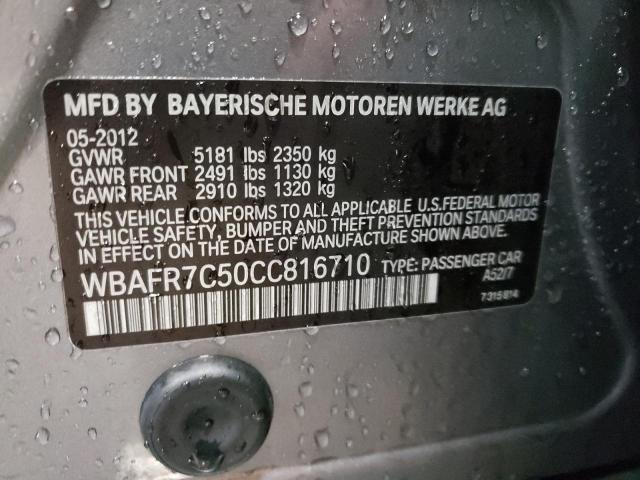 MFD BY BAYERISCHE MOTOREN WERKE AG
05-2012
GVWR 5181 lbs 2350 kg
GAWR FRONT 2491 lbs 1130 kg
GAWR REAR 2910 lbs 1320 kg
THIS VEHICLE CONFORMS TO ALL APPLICABLE U.S. FEDERAL MOTOR
VEHICLE SAFETY, BUMPER AND THEFT PREVENTION STANDARDS
IN EFFECT ON THE DATE OF MANUFACTURE SHOWN ABOVE.
WBAFR7C50CC816710 TYPE: PASSENGER CAR
A52/7
7315814